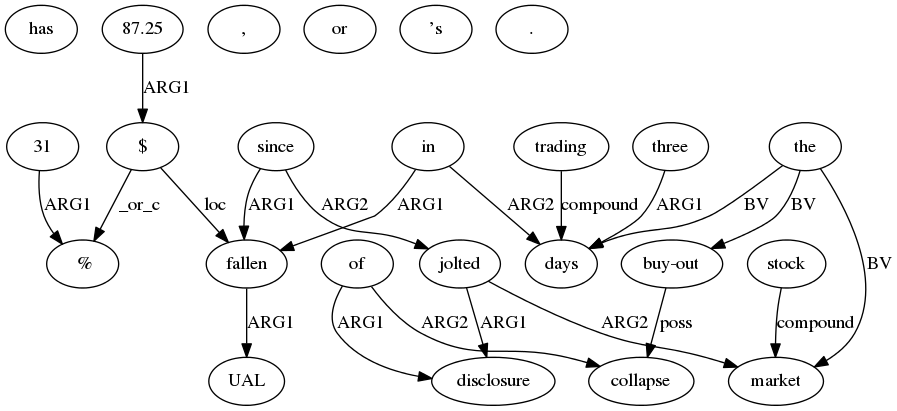 has 87.25 , or ’s .
ARG1
31 $ since in trading three the
ARG1 _or_c loc ARG1 ARG2 ARG1 ARG2 compound ARG1 BV BV BV
% fallen of jolted days buy-out stock
ARG1 ARG1 ARG2 ARG1 ARG2 poss compound
UAL disclosure collapse market